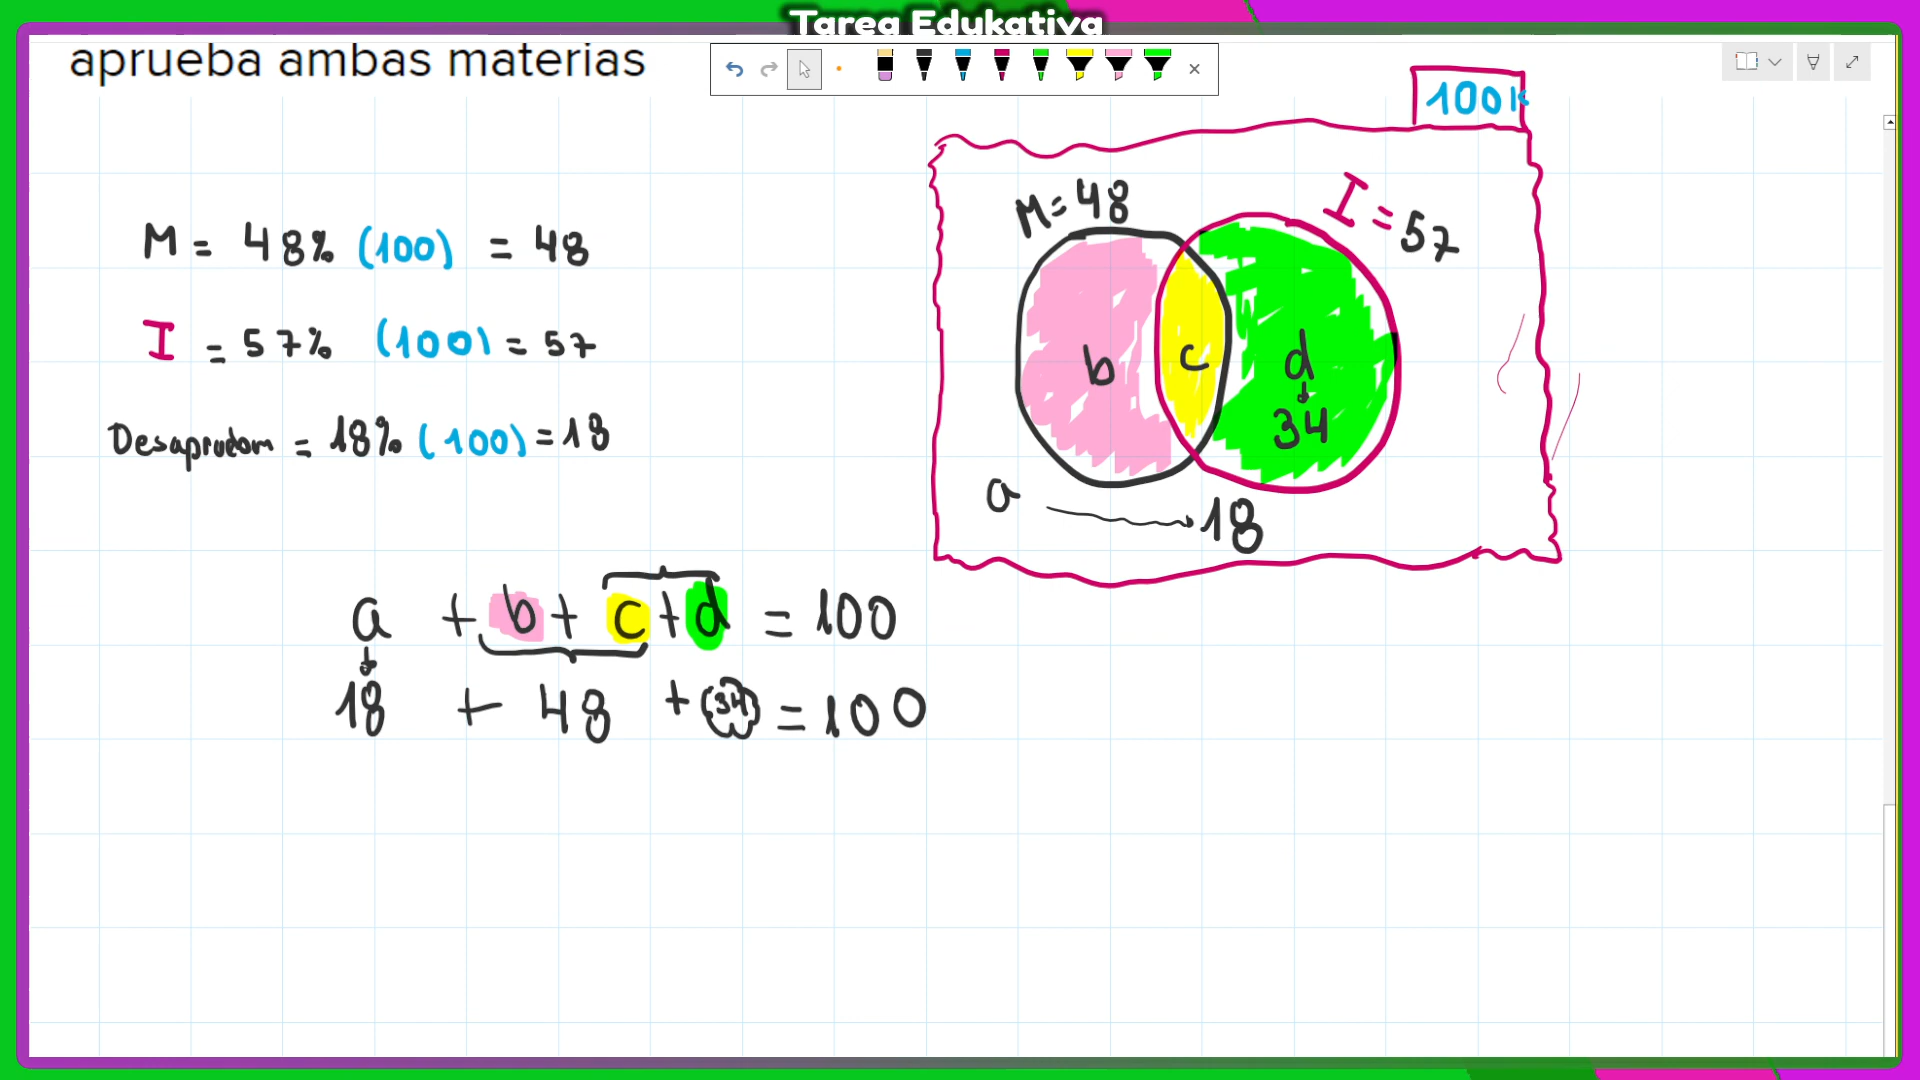 Tarea Edukativa
aprueba ambas materias
100k
M = 48
I = 57
M = 48% (100) = 48
I = 57% (100) = 57
b c d
34
Desaprueban = 18% (100) = 18
a → 18
a + b + c + d = 100
18 + 48 + 34 = 100